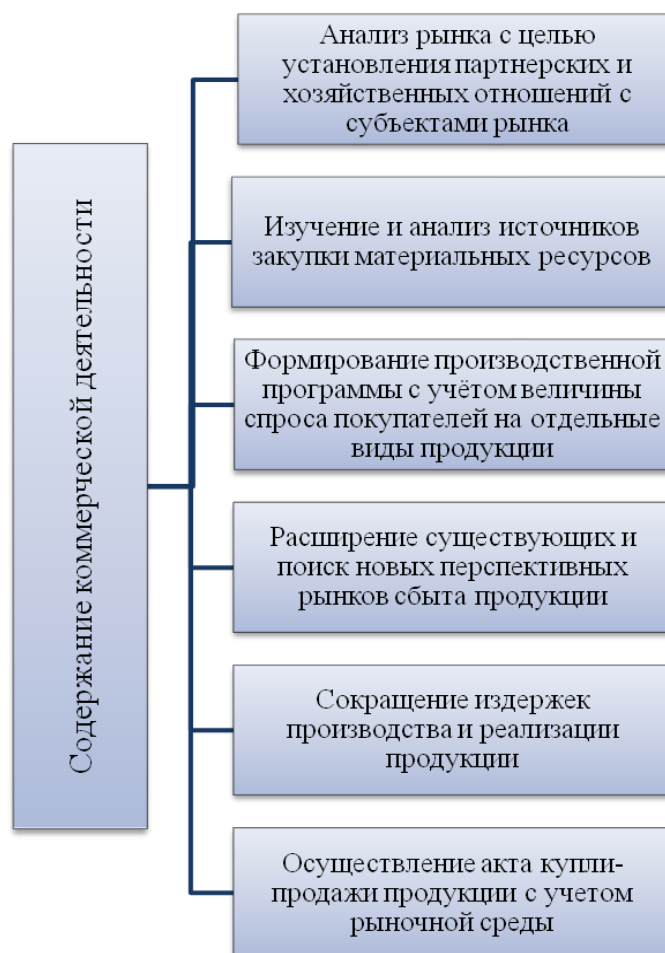 Содержание коммерческой деятельности
Анализ рынка с целью
установления партнерских и
хозяйственных отношений с
субъектами рынка
Изучение и анализ источников
закупки материальных ресурсов
Формирование производственной
программы с учётом величины
спроса покупателей на отдельные
виды продукции
Расширение существующих и
поиск новых перспективных
рынков сбыта продукции
Сокращение издержек
производства и реализации
продукции
Осуществление акта купли-
продажи продукции с учетом
рыночной среды